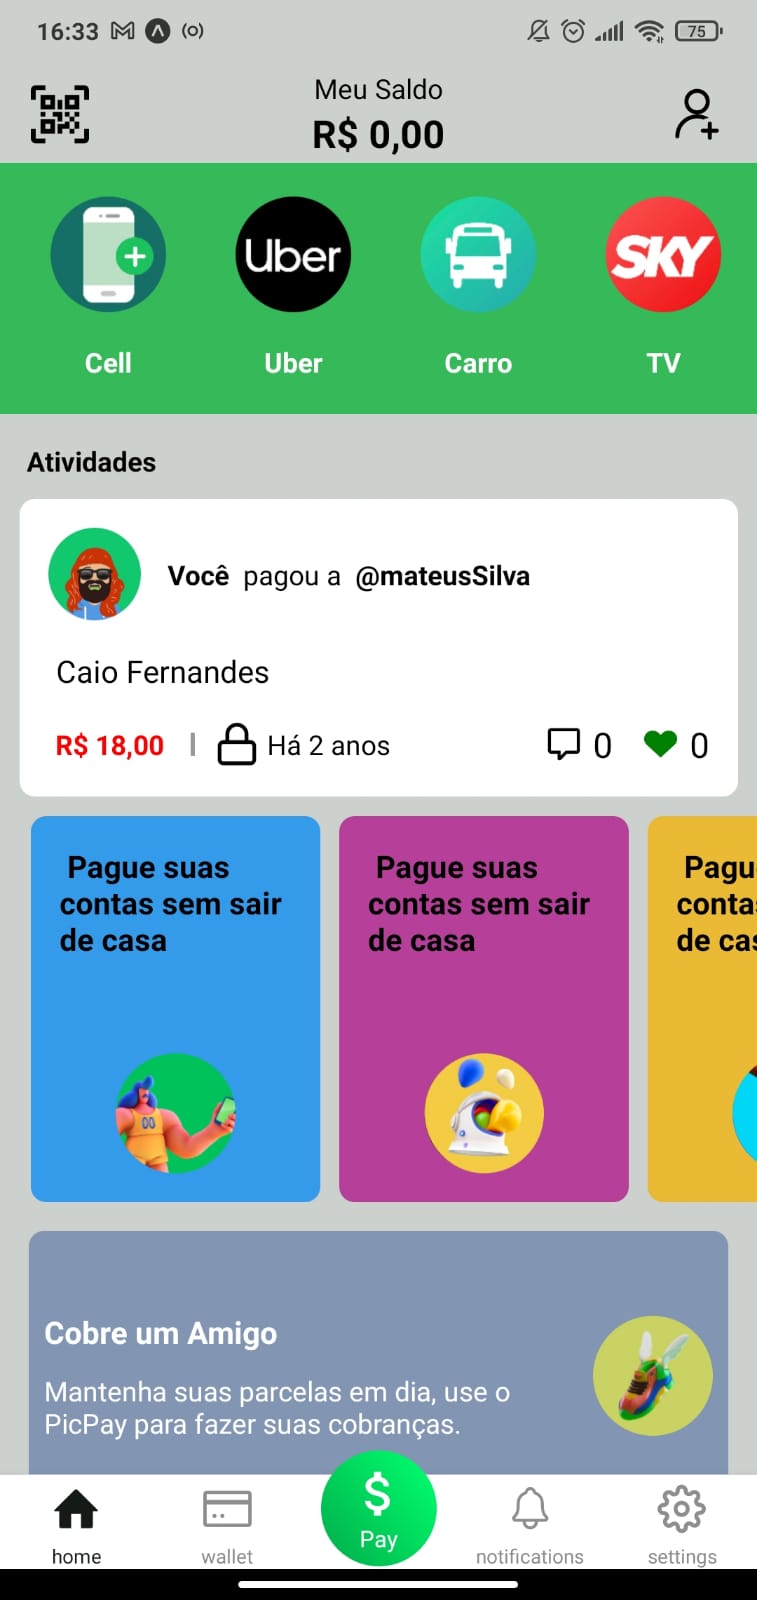 16:33
75
Meu Saldo
R$ 0,00
Uber
SKY
Cell
Uber
Carro
TV
Atividades
Você pagou a @mateusSilva
Caio Fernandes
R$ 18,00 | Há 2 anos 0 0
Pague suas
contas sem sair
de casa
00
Pague suas
contas sem sair
de casa
Pagu
conta
de cas
Cobre um Amigo
Mantenha suas parcelas em dia, use o
PicPay para fazer suas cobranças.
$
Pay
home
wallet
notifications
settings